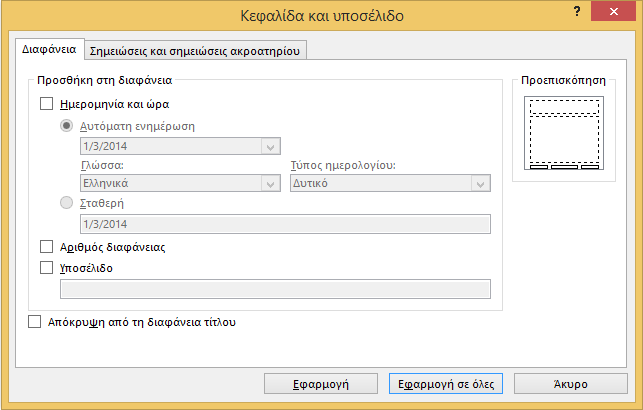 Κεφαλίδα και υποσέλιδο
?
Διαφάνεια
Σημειώσεις και σημειώσεις ακροατηρίου
Προσθήκη στη διαφάνεια
Προεπισκόπηση
Ημερομηνία και ώρα
Αυτόματη ενημέρωση
1/3/2014
Γλώσσα:
Τύπος ημερολογίου:
Ελληνικά
Δυτικό
Σταθερή
1/3/2014
Αριθμός διαφάνειας
Υποσέλιδο
Απόκρυψη από τη διαφάνεια τίτλου
Εφαρμογή
Εφαρμογή σε όλες
Άκυρο